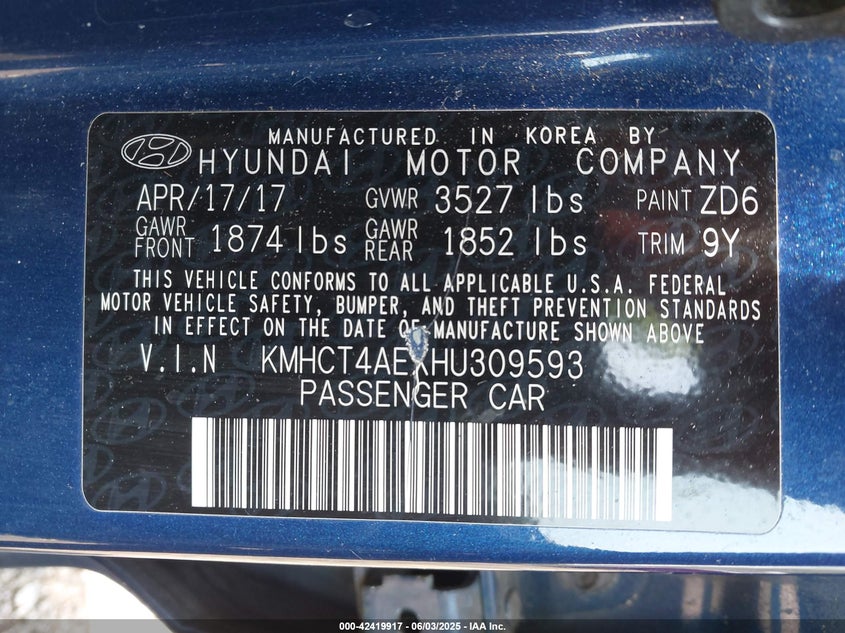 MANUFACTURED IN KOREA BY
HYUNDAI MOTOR COMPANY
APR/17/17 GVWR 3527 lbs PAINT ZD6
GAWR FRONT 1874 lbs GAWR REAR 1852 lbs TRIM 9Y
THIS VEHICLE CONFORMS TO ALL APPLICABLE U.S.A. FEDERAL
MOTOR VEHICLE SAFETY, BUMPER, AND THEFT PREVENTION STANDARDS
IN EFFECT ON THE DATE OF MANUFACTURE SHOWN ABOVE
V.I.N KMHCT4AEXHU309593
PASSENGER CAR
000-42419917 - 06/03/2025 - IAA Inc.